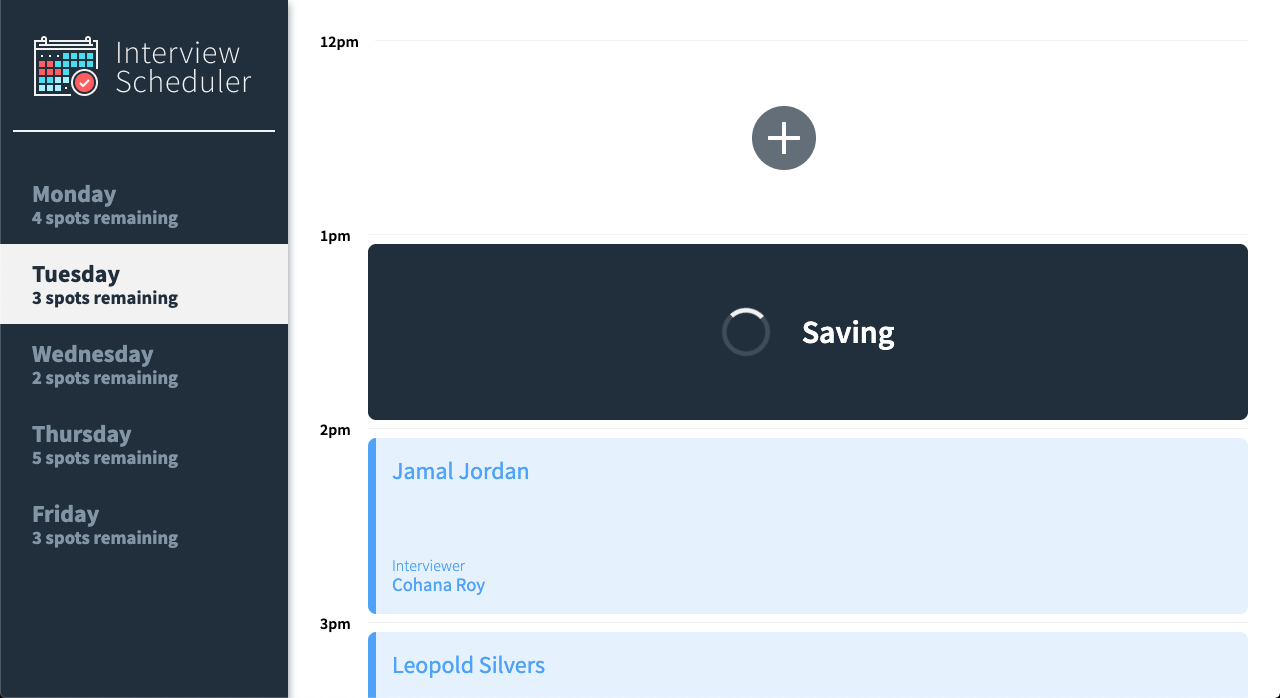 Interview
Scheduler
Monday
4 spots remaining
Tuesday
3 spots remaining
Wednesday
2 spots remaining
Thursday
5 spots remaining
Friday
3 spots remaining
12pm
1pm
Saving
2pm
Jamal Jordan
Interviewer
Cohana Roy
3pm
Leopold Silvers